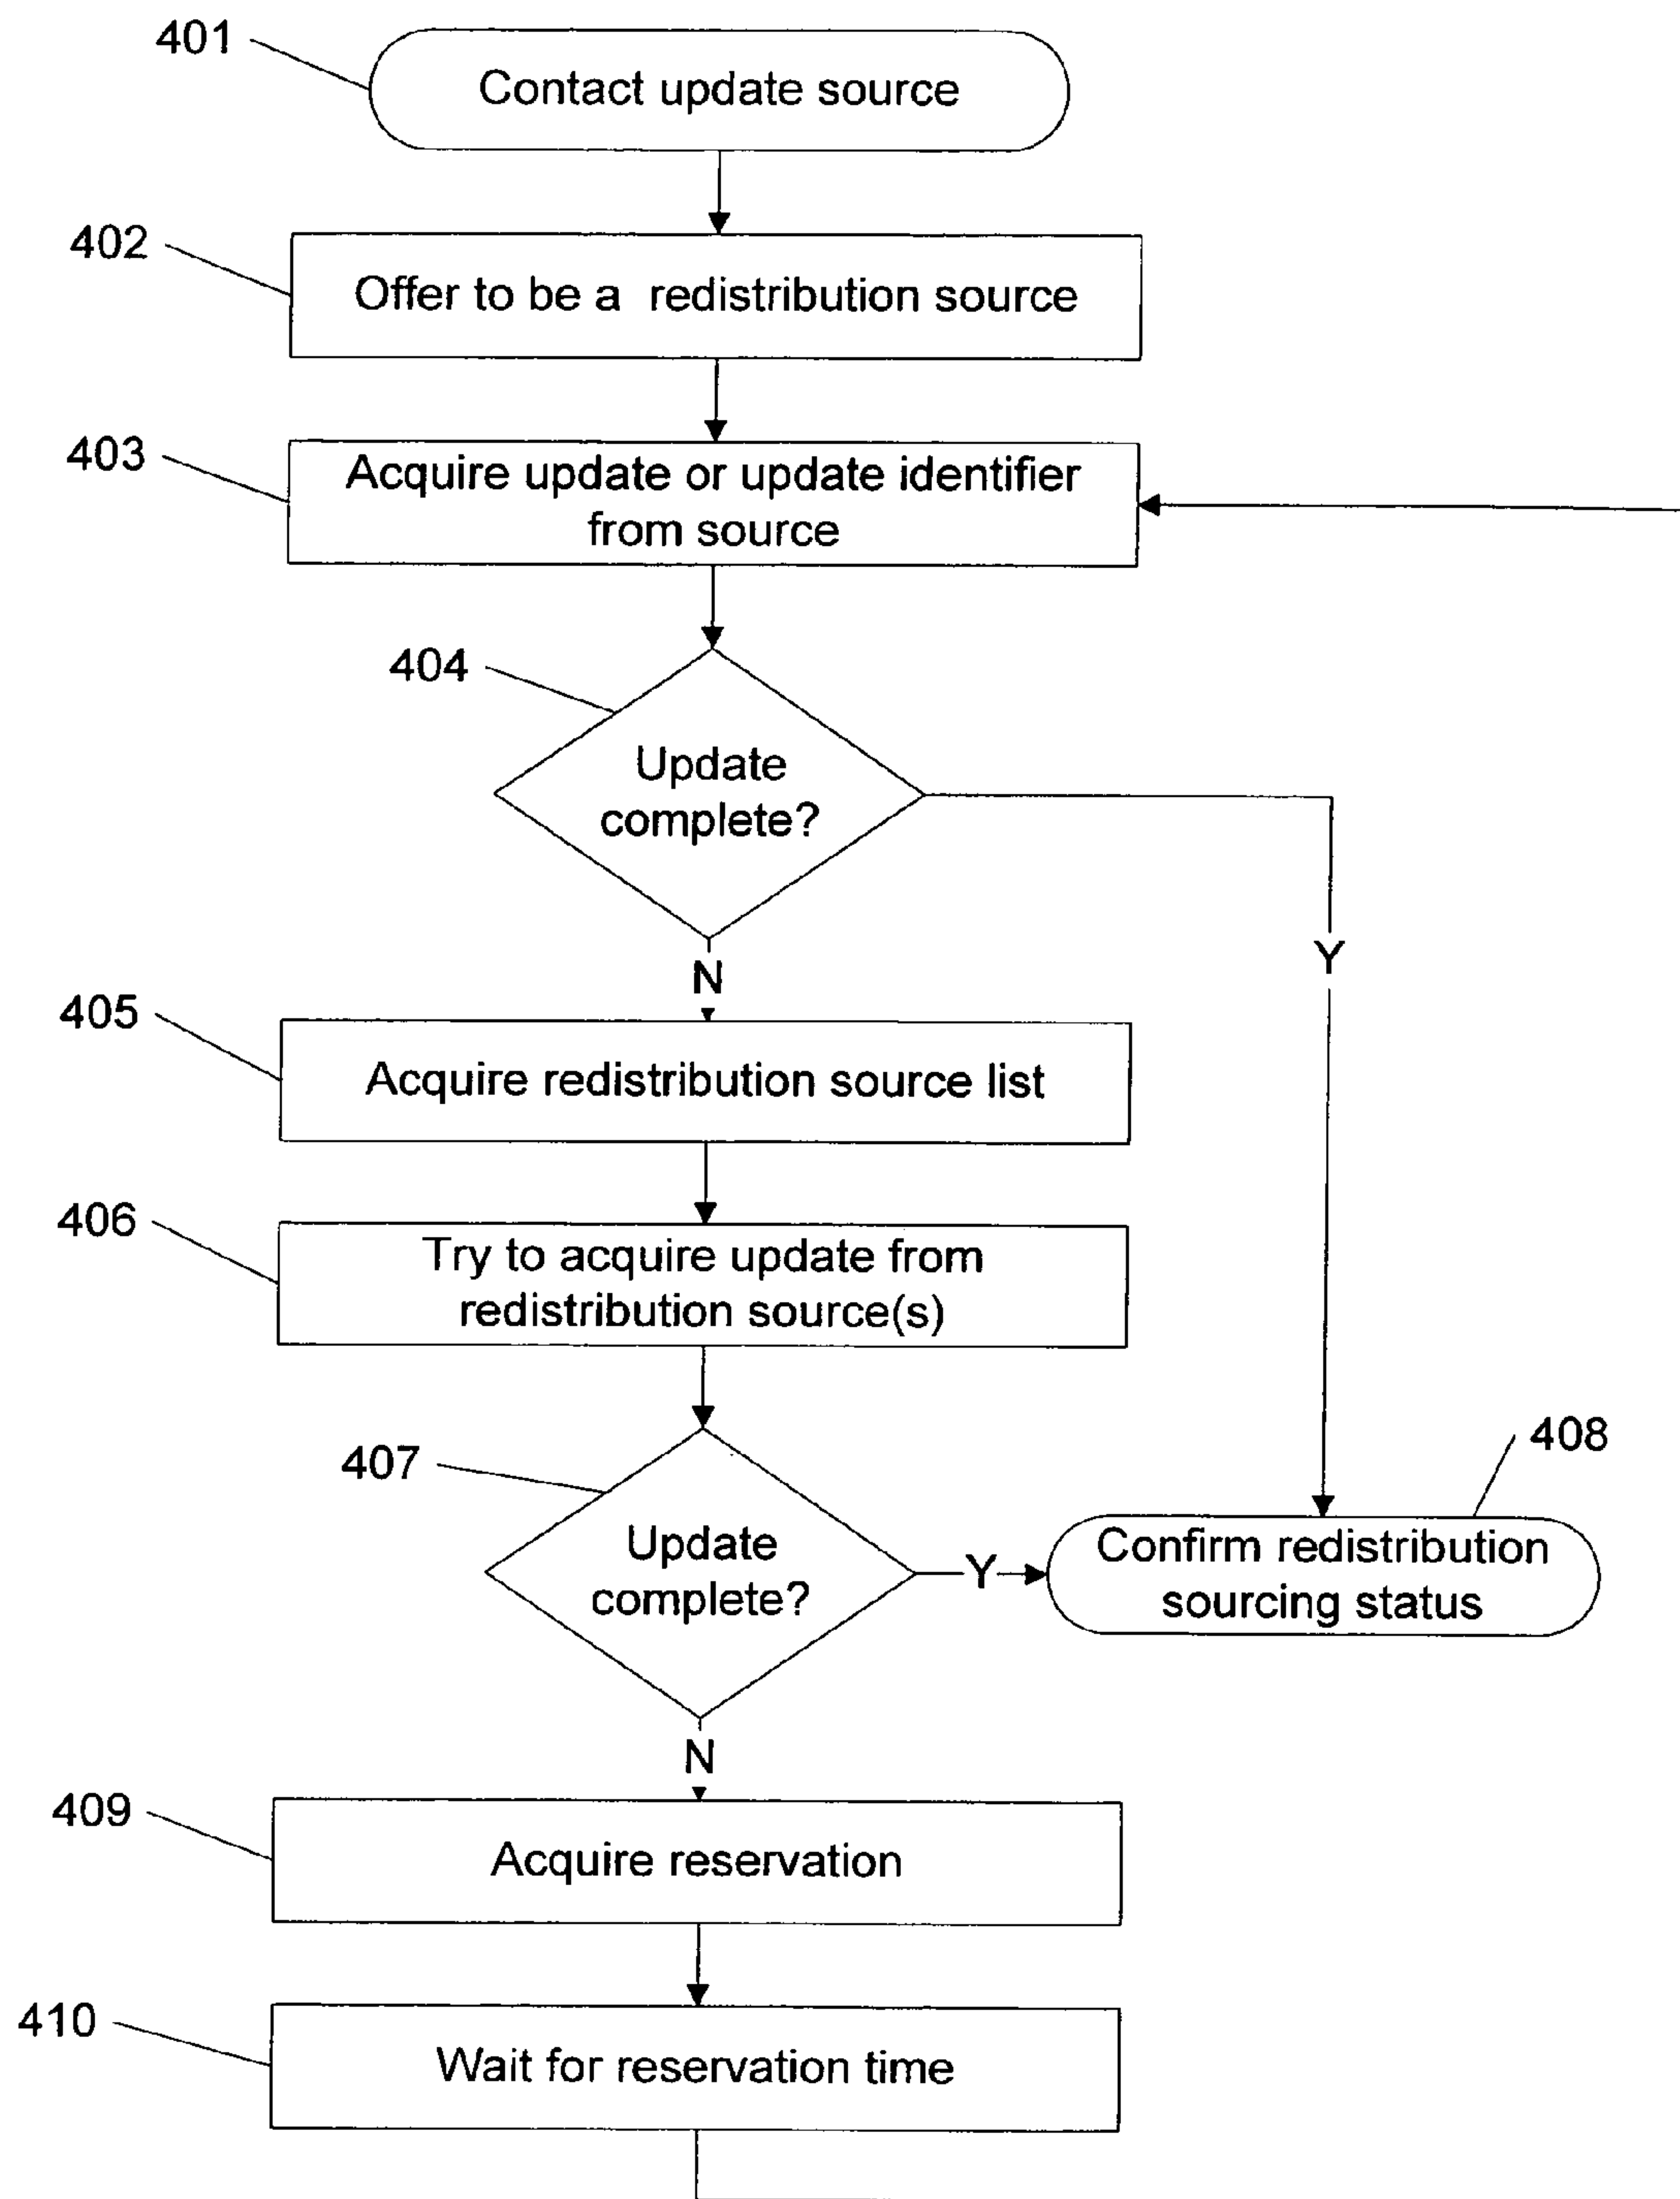 401
Contact update source
402
Offer to be a redistribution source
403
Acquire update or update identifier
from source
404
Update
complete?
Y
N
405
Acquire redistribution source list
406
Try to acquire update from
redistribution source(s)
407
Update
complete?
Y
408
Confirm redistribution
sourcing status
N
409
Acquire reservation
410
Wait for reservation time